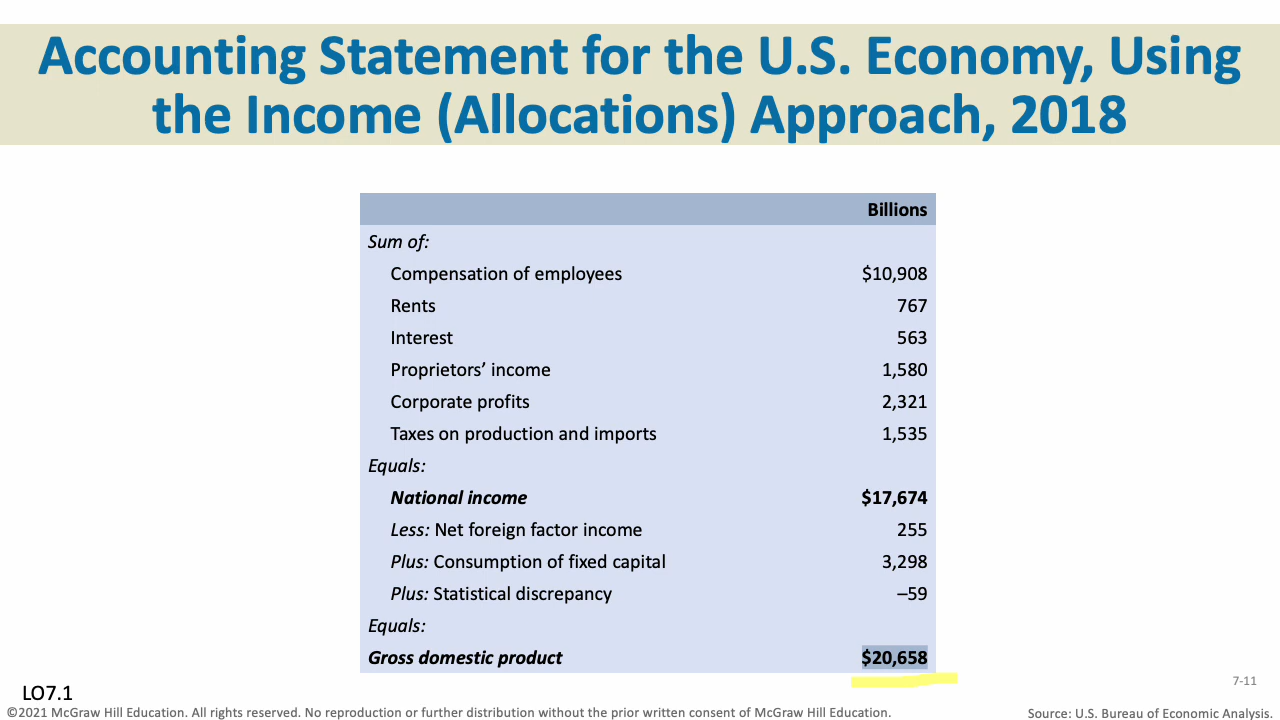 Accounting Statement for the U.S. Economy, Using
the Income (Allocations) Approach, 2018
Billions
Sum of:
Compensation of employees $10,908
Rents 767
Interest 563
Proprietors’ income 1,580
Corporate profits 2,321
Taxes on production and imports 1,535
Equals:
National income $17,674
Less: Net foreign factor income 255
Plus: Consumption of fixed capital 3,298
Plus: Statistical discrepancy –59
Equals:
Gross domestic product $20,658
7-11
LO7.1
©2021 McGraw Hill Education. All rights reserved. No reproduction or further distribution without the prior written consent of McGraw Hill Education. Source: U.S. Bureau of Economic Analysis.